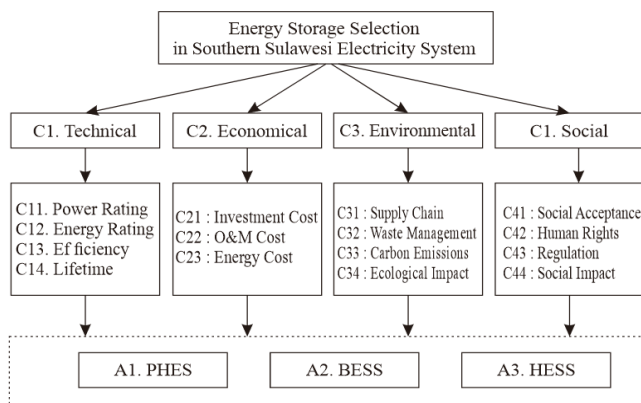 Energy Storage Selection
in Southern Sulawesi Electricity System
C1. Technical
C2. Economical
C3. Environmental
C1. Social
C11. Power Rating
C12. Energy Rating
C13. Ef ficiency
C14. Lifetime
C21 : Investment Cost
C22 : O&M Cost
C23 : Energy Cost
C31 : Supply Chain
C32 : Waste Management
C33 : Carbon Emissions
C34 : Ecological Impact
C41 : Social Acceptance
C42 : Human Rights
C43 : Regulation
C44 : Social Impact
A1. PHES
A2. BESS
A3. HESS